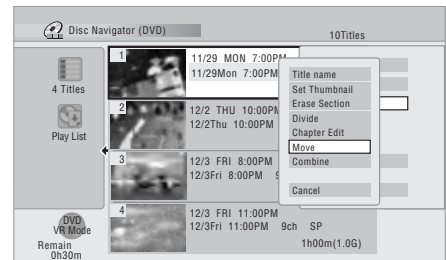 Disc Navigator (DVD)
10Titles
4 Titles
Play List
DVD
VR Mode
Remain
0h30m
1
11/29 MON 7:00PM
11/29Mon 7:00PM
2
12/2 THU 10:00PM
12/2Thu 10:00PM
3
12/3 FRI 8:00PM
12/3Fri 8:00PM
4
12/3 FRI 11:00PM
12/3Fri 11:00PM 9ch SP
1h00m(1.0G)
Title name
Set Thumbnail
Erase Section
Divide
Chapter Edit
Move
Combine
Cancel